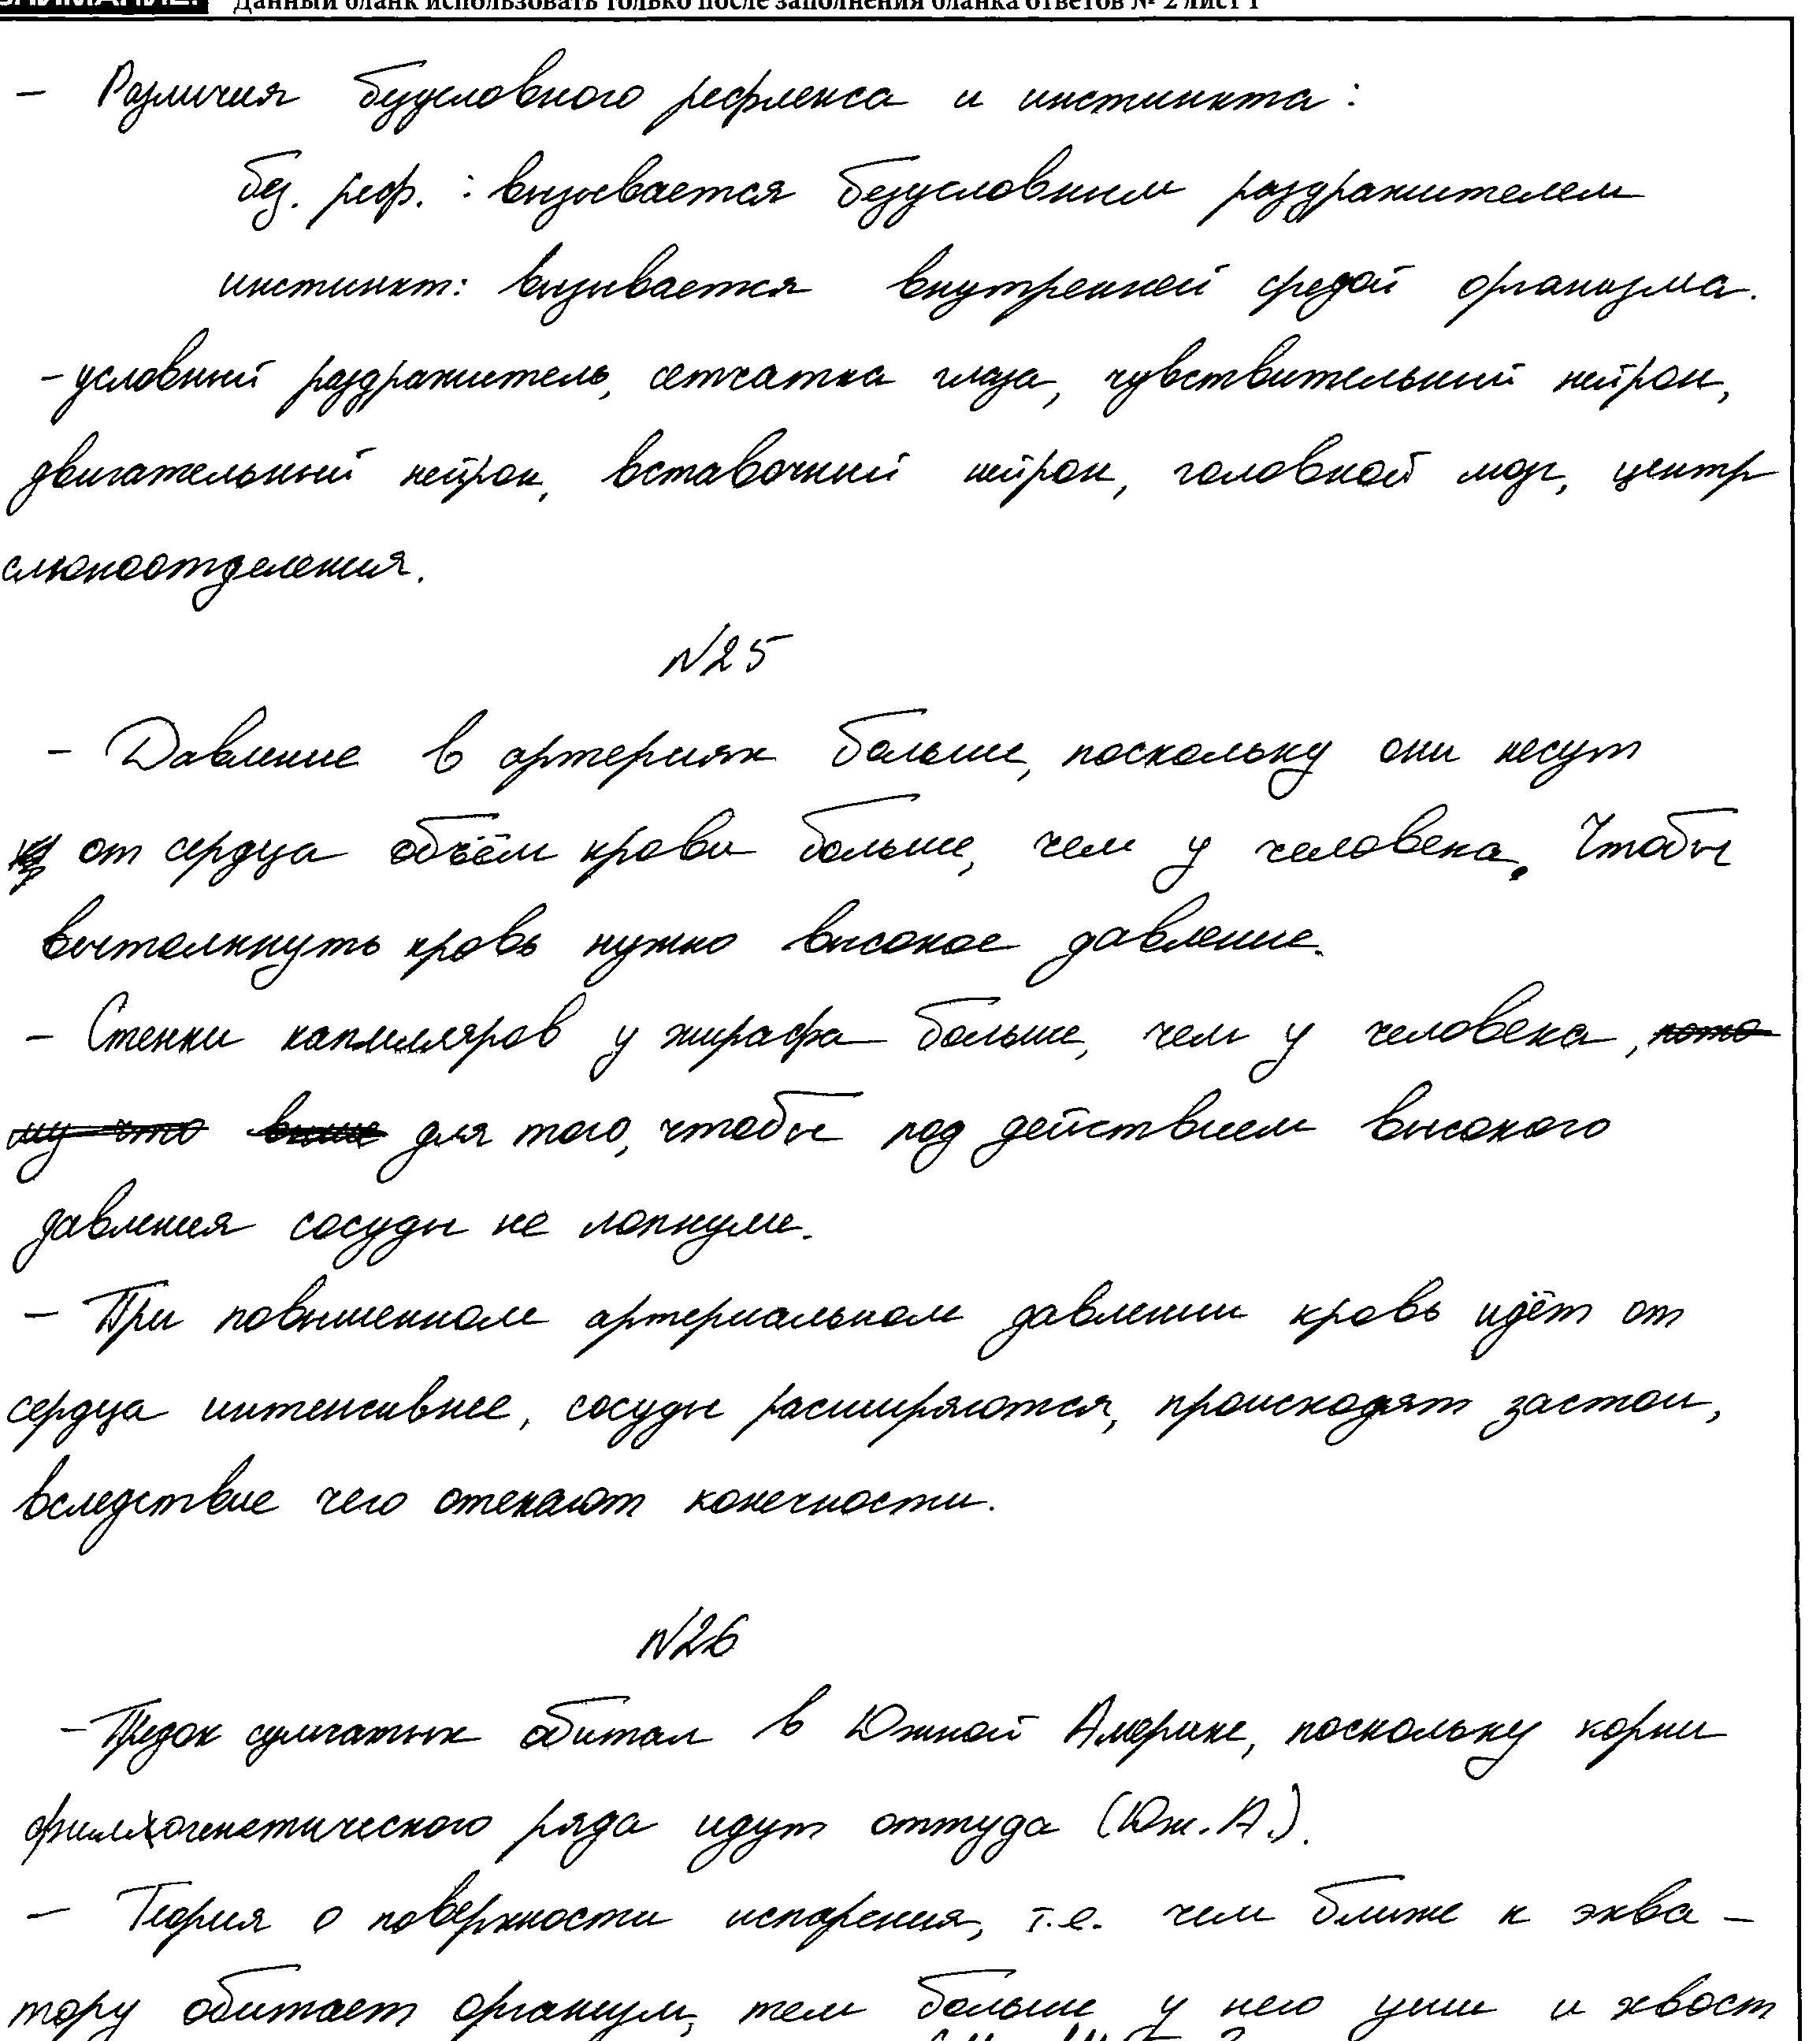 ВНИМАНИЕ! Данный бланк использовать только после заполнения бланка ответов № 2 лист 1
– Различия безусловного рефлекса и инстинкта:
без. реф. : вызывается безусловным раздражителем
инстинкт: вызывается внутренней средой организма.
– условный раздражитель, сетчатка глаза, чувствительный нейрон,
двигательный нейрон, вставочний нейрон, головной мозг, центр
слюноотделения.
N25
– Давление в артериях больше, поскольку они несут
от сердца объём крови больше, чем у человека. Чтобы
вытолкнуть кровь нужно высокое давление.
– Стенки капилляров у жирафа больше, чем у человека, пото
му что выше для того, чтобы под действием высокого
давления сосуды не лопнули.
– При повышенном артериальном давлении кровь идёт от
сердца интенсивнее, сосуды расширяются, происходят застои,
вследствие чего отекают конечности.
N26
– Предок сумчатых обитал в Южной Америке, поскольку корни
филогенетического ряда идут оттуда (Юж. А.).
– Теория о поверхности испарения, т.е. чем ближе к эква–
тору обитает организм, тем больше у него уши и хвост